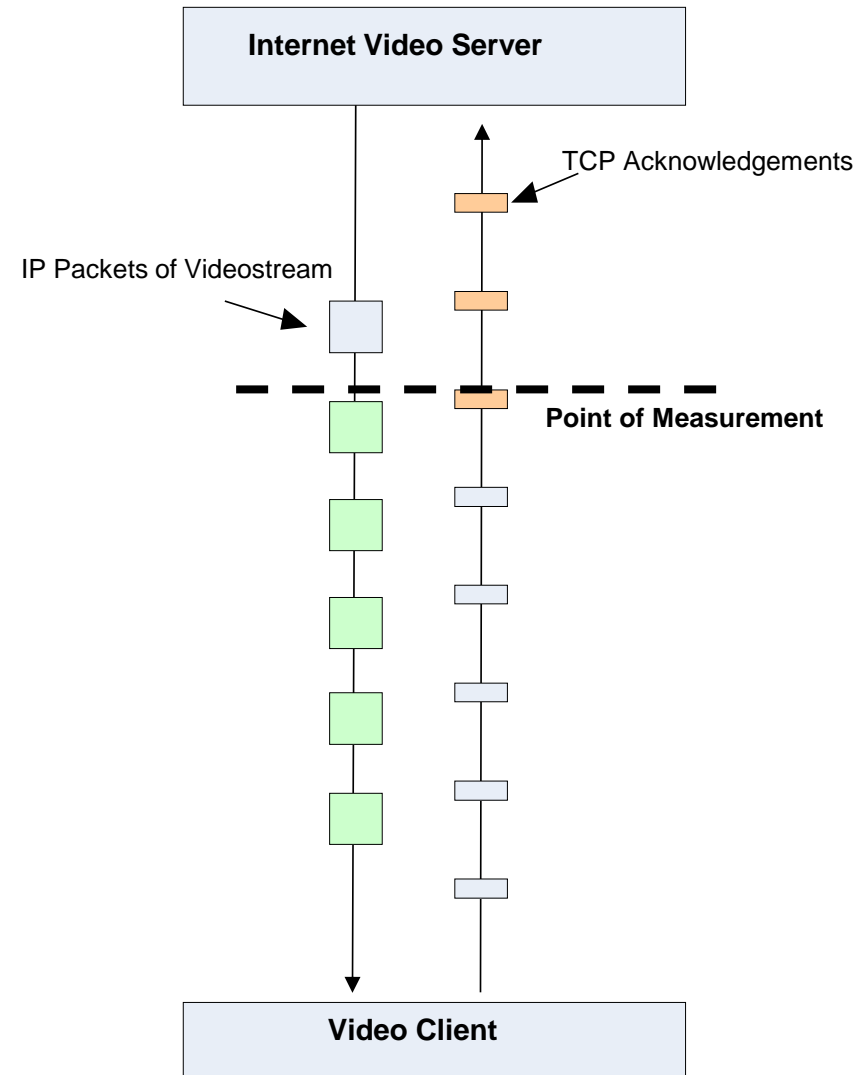 Internet Video Server
TCP Acknowledgements
IP Packets of Videostream
Point of Measurement
Video Client